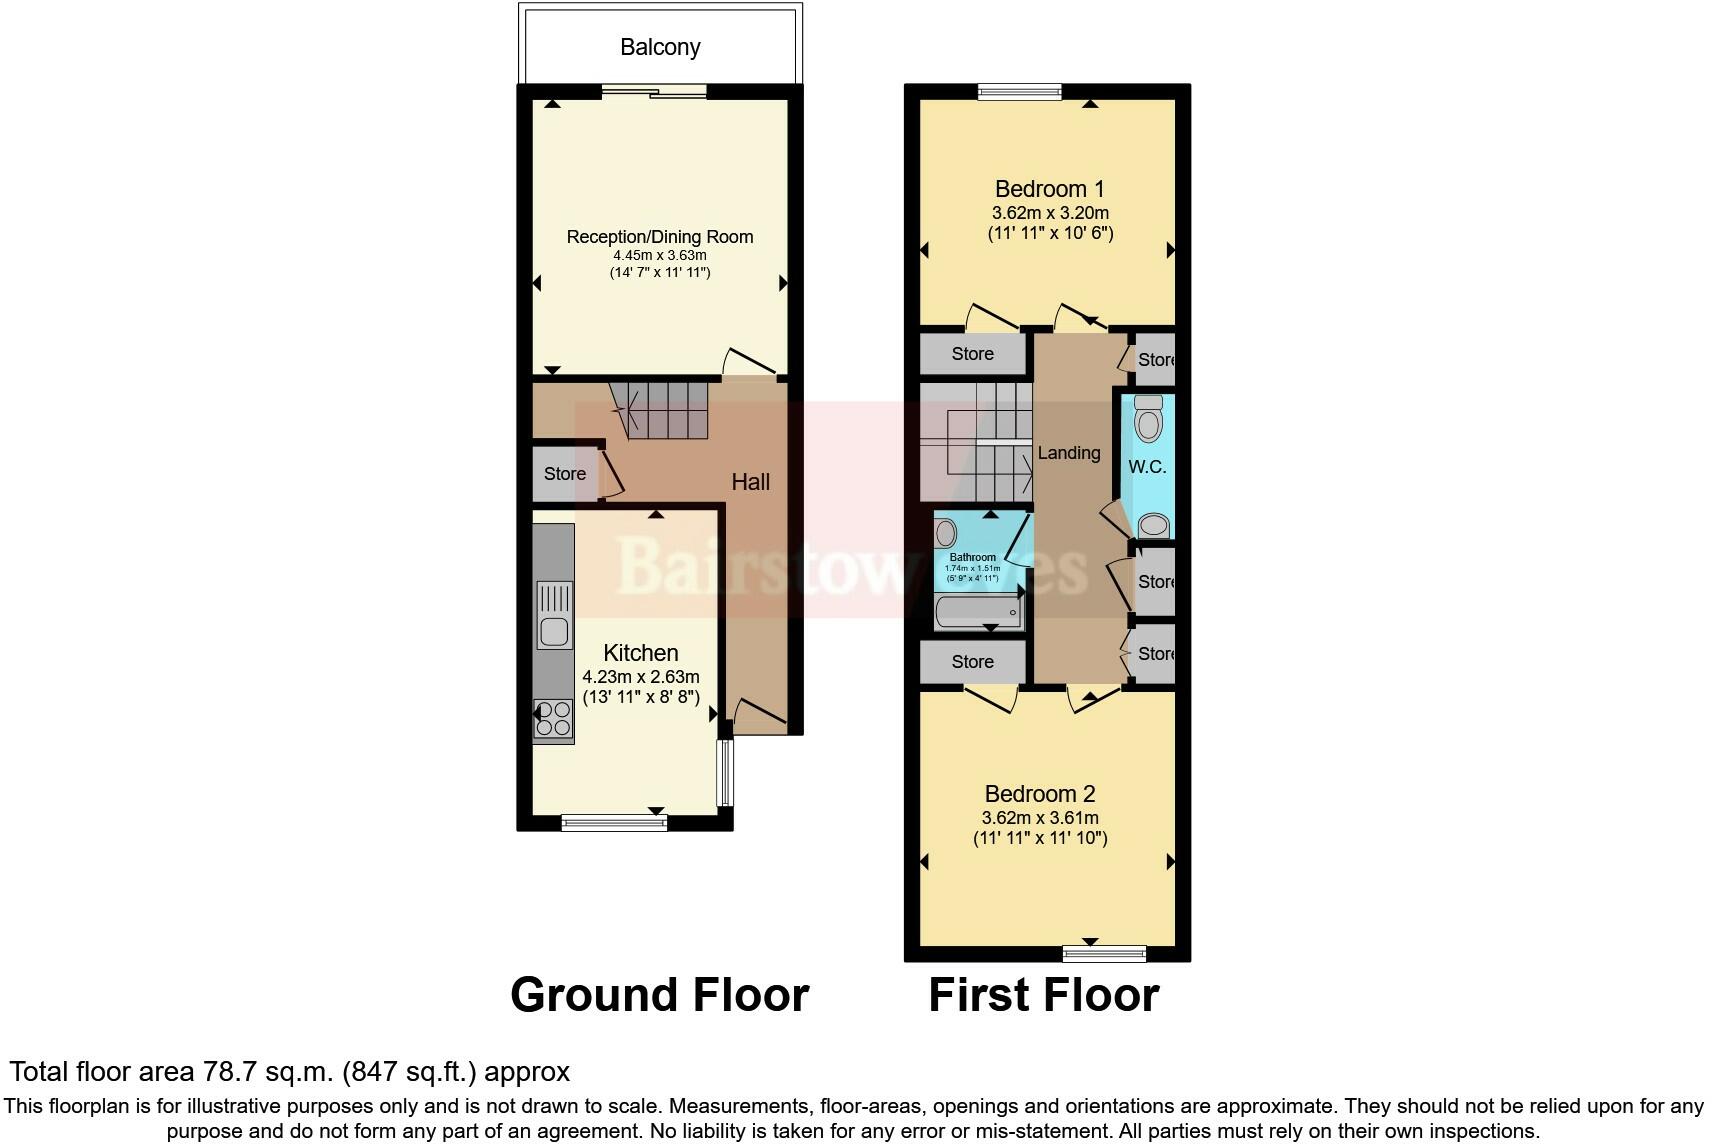 Balcony
Reception/Dining Room
4.45m x 3.63m
(14' 7" x 11' 11")
Store
Hall
Kitchen
4.23m x 2.63m
(13' 11" x 8' 8")
Bedroom 1
3.62m x 3.20m
(11' 11" x 10' 6")
Store
Store
Landing
W.C.
Bathroom
1.74m x 1.51m
(5' 9" x 4' 11")
Store
Store
Store
Bedroom 2
3.62m x 3.61m
(11' 11" x 11' 10")
Bairstow eves
Ground Floor
First Floor
Total floor area 78.7 sq.m. (847 sq.ft.) approx
This floorplan is for illustrative purposes only and is not drawn to scale. Measurements, floor-areas, openings and orientations are approximate. They should not be relied upon for any
purpose and do not form any part of an agreement. No liability is taken for any error or mis-statement. All parties must rely on their own inspections.